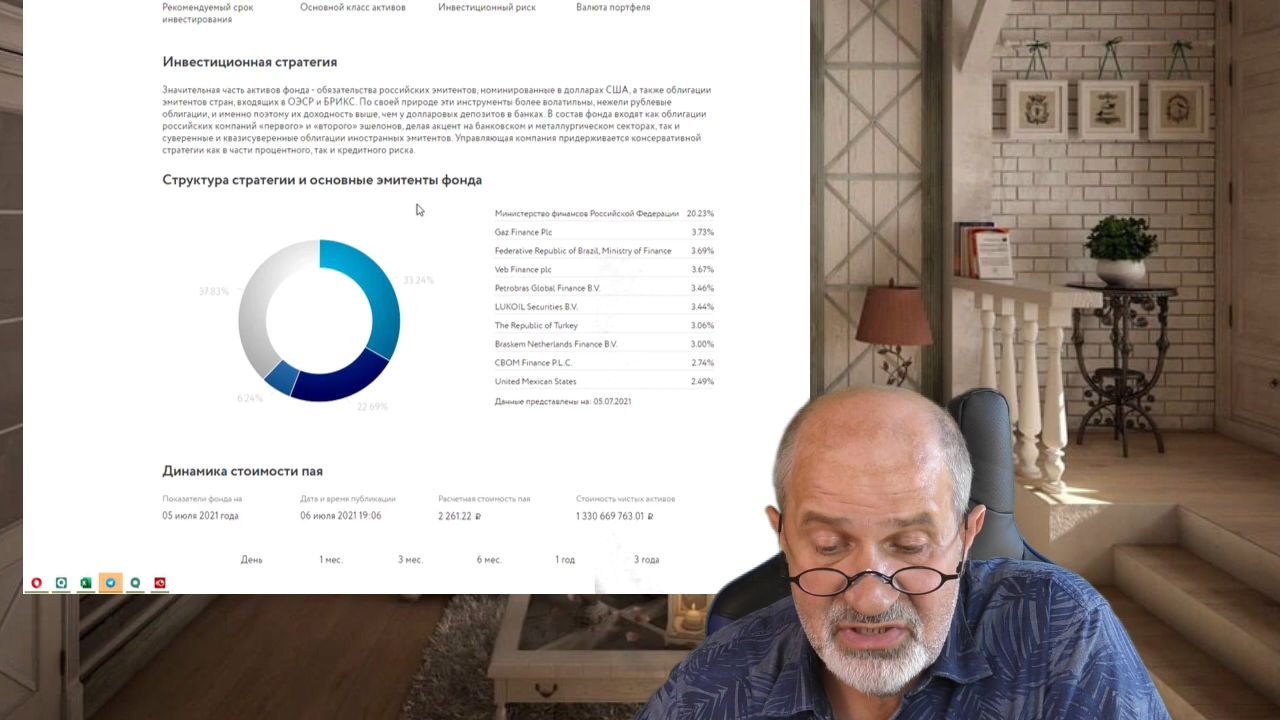 Рекомендуемый срок
инвестирования
Основной класс активов
Инвестиционный риск
Валюта портфеля
Инвестиционная стратегия
Значительная часть активов фонда - обязательства российских эмитентов, номинированные в долларах США, а также облигации
эмитентов стран, входящих в ОЭСР и БРИКС. По своей природе эти инструменты более волатильны, нежели рублевые
облигации, и именно поэтому их доходность выше, чем у долларовых депозитов в банках. В состав фонда входят как облигации
российских компаний «первого» и «второго» эшелонов, делая акцент на банковском и металлургическом секторах, так и
суверенные и квазисуверенные облигации иностранных эмитентов. Управляющая компания придерживается консервативной
стратегии как в части процентного, так и кредитного риска.
Структура стратегии и основные эмитенты фонда
37.83%
33.24%
6.24%
22.69%
Министерство финансов Российской Федерации 20.23%
Gaz Finance Plc 3.73%
Federative Republic of Brazil, Ministry of Finance 3.69%
Veb Finance plc 3.67%
Petrobras Global Finance B.V. 3.46%
LUKOIL Securities B.V. 3.44%
The Republic of Turkey 3.06%
Braskem Netherlands Finance B.V. 3.00%
CBOM Finance P.L.C. 2.74%
United Mexican States 2.49%
Данные представлены на: 05.07.2021
Динамика стоимости пая
Показатели фонда на
05 июля 2021 года
Дата и время публикации
06 июля 2021 19:06
Расчетная стоимость пая
2 261.22 ₽
Стоимость чистых активов
1 330 669 763.01 ₽
День 1 мес. 3 мес. 6 мес. 1 год 3 года